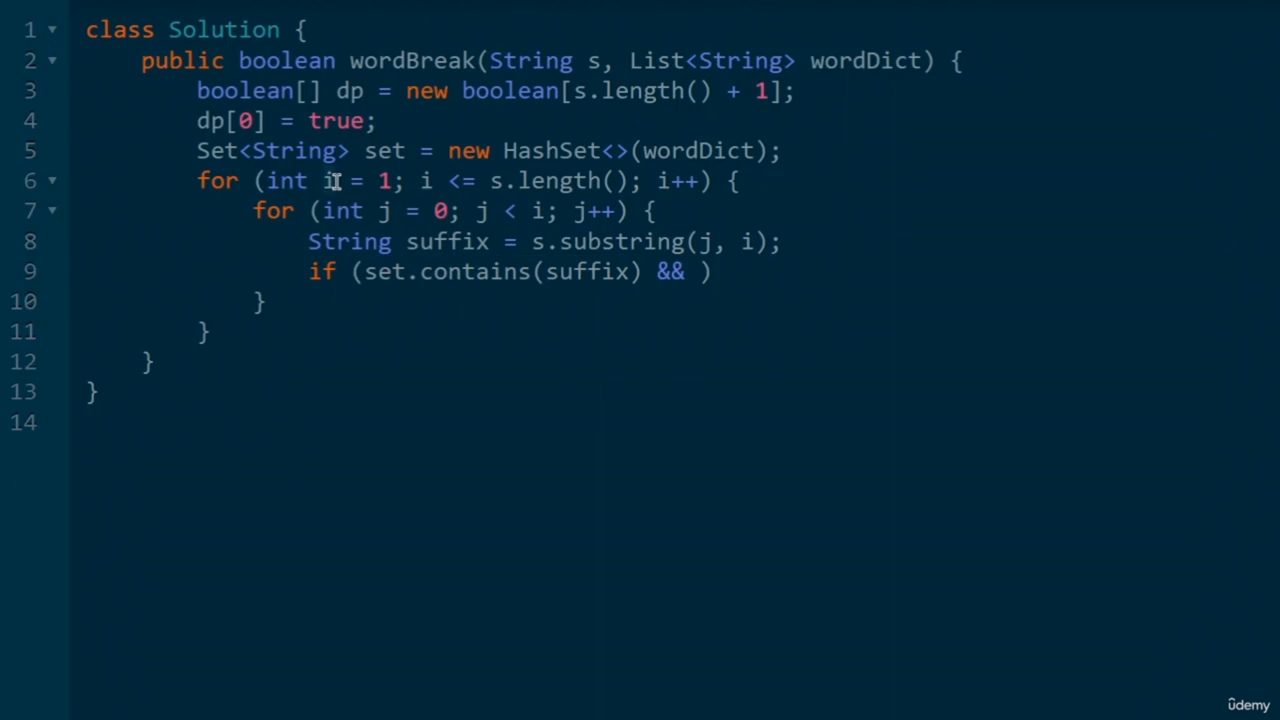 1 class Solution {
2     public boolean wordBreak(String s, List<String> wordDict) {
3         boolean[] dp = new boolean[s.length() + 1];
4         dp[0] = true;
5         Set<String> set = new HashSet<>(wordDict);
6         for (int i = 1; i <= s.length(); i++) {
7             for (int j = 0; j < i; j++) {
8                 String suffix = s.substring(j, i);
9                 if (set.contains(suffix) && )
10             }
11         }
12     }
13 }
14
ûdemy